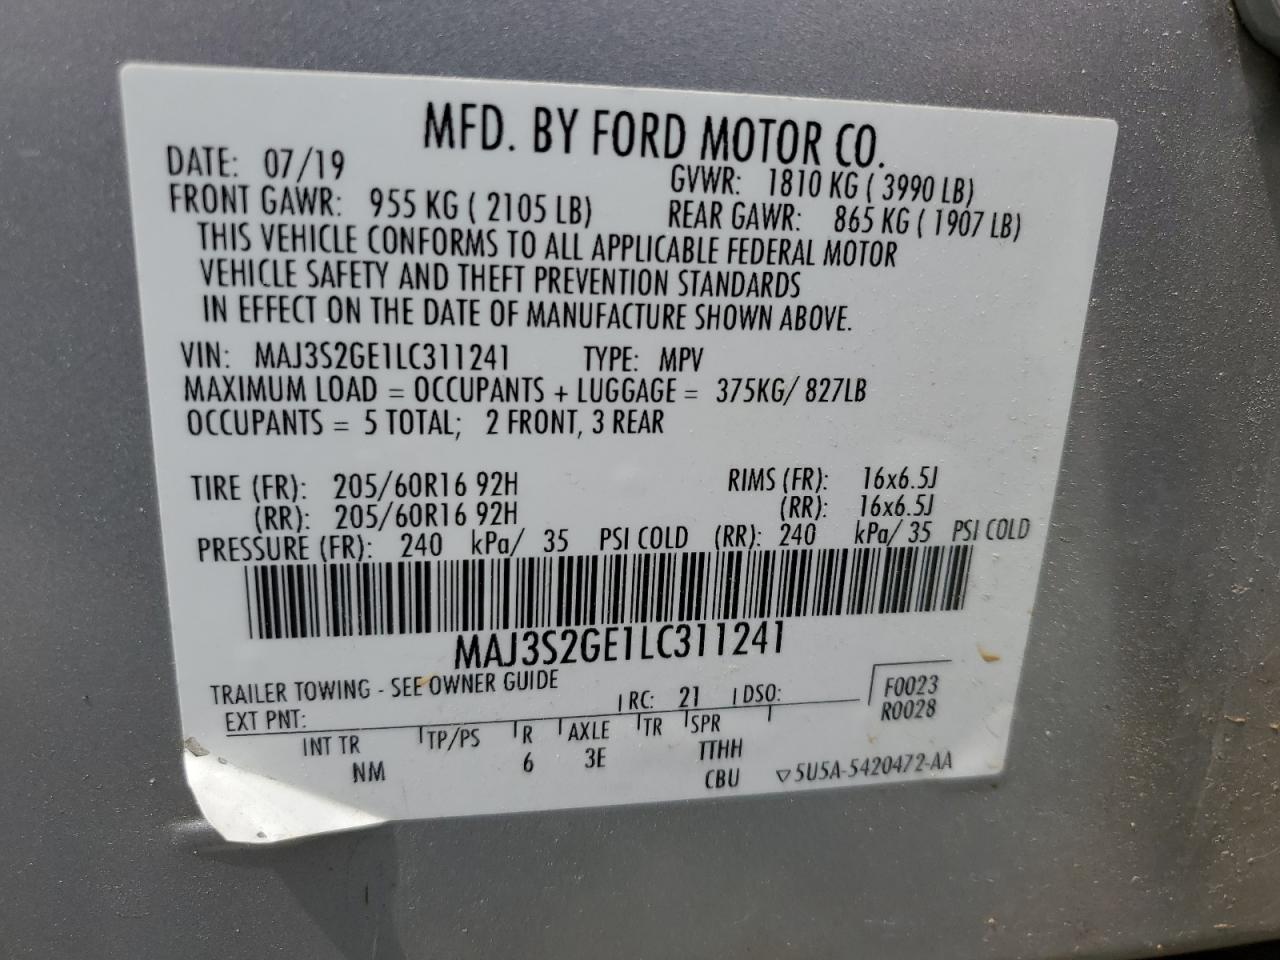 MFD. BY FORD MOTOR CO.
DATE: 07/19 GVWR: 1810 KG ( 3990 LB)
FRONT GAWR: 955 KG ( 2105 LB) REAR GAWR: 865 KG ( 1907 LB)
THIS VEHICLE CONFORMS TO ALL APPLICABLE FEDERAL MOTOR
VEHICLE SAFETY AND THEFT PREVENTION STANDARDS
IN EFFECT ON THE DATE OF MANUFACTURE SHOWN ABOVE.
VIN: MAJ3S2GE1LC311241 TYPE: MPV
MAXIMUM LOAD = OCCUPANTS + LUGGAGE = 375KG/ 827LB
OCCUPANTS = 5 TOTAL; 2 FRONT, 3 REAR
TIRE (FR): 205/60R16 92H RIMS (FR): 16x6.5J
(RR): 205/60R16 92H (RR): 16x6.5J
PRESSURE (FR): 240 kPa/ 35 PSI COLD (RR): 240 kPa/ 35 PSI COLD
MAJ3S2GE1LC311241
TRAILER TOWING - SEE OWNER GUIDE
EXT PNT: RC: 21 DSO: F0023
R0028
INT TR TP/PS R AXLE TR SPR
NM 6 3E TTHH
CBU ▽5U5A-5420472-AA